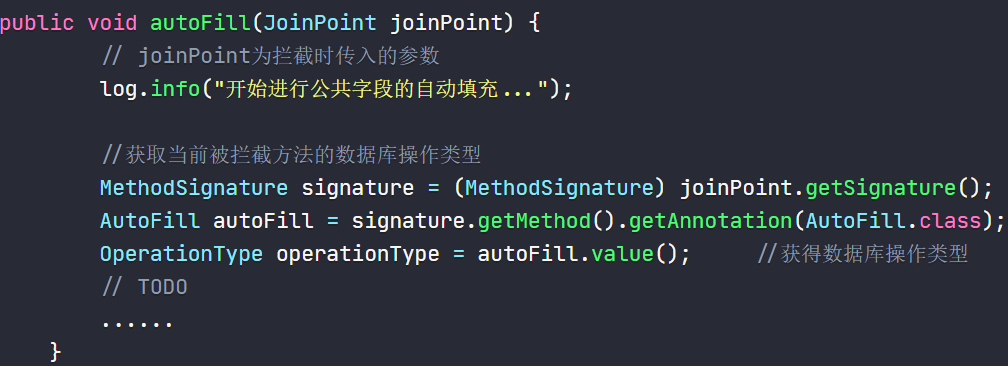 public void autoFill(JoinPoint joinPoint) {
// joinPoint为拦截时传入的参数
log.info("开始进行公共字段的自动填充...");
//获取当前被拦截方法的数据库操作类型
MethodSignature signature = (MethodSignature) joinPoint.getSignature();
AutoFill autoFill = signature.getMethod().getAnnotation(AutoFill.class);
OperationType operationType = autoFill.value();     //获得数据库操作类型
// TODO
......
}